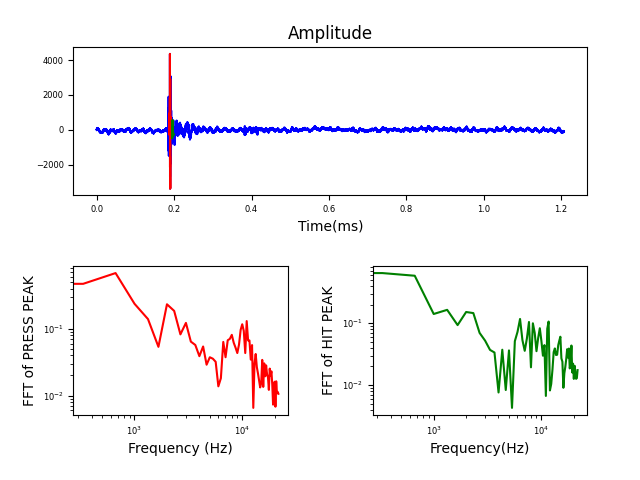 Amplitude
4000
2000
0
−2000
0.0 0.2 0.4 0.6 0.8 1.0 1.2
Time(ms)
FFT of PRESS PEAK
10⁻¹
10⁻²
10³ 10⁴
Frequency (Hz)
FFT of HIT PEAK
10⁻¹
10⁻²
10³ 10⁴
Frequency(Hz)